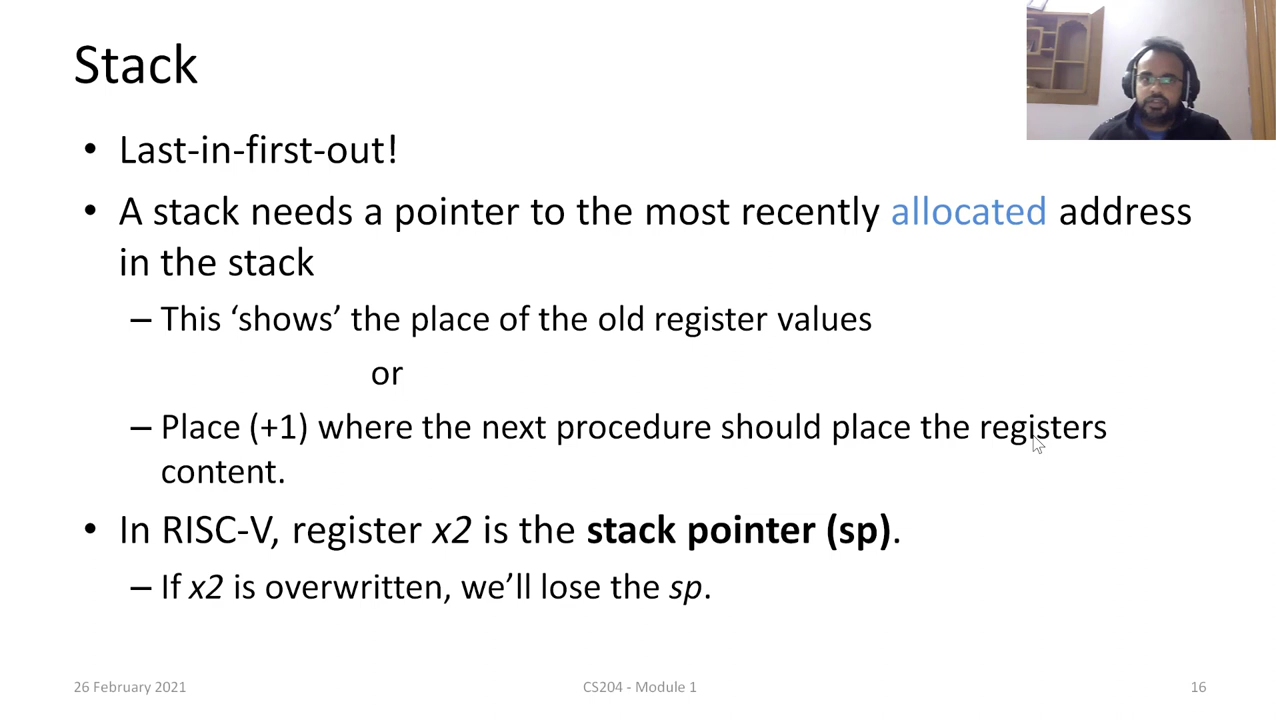 Stack
• Last-in-first-out!
• A stack needs a pointer to the most recently allocated address
in the stack
– This ‘shows’ the place of the old register values
or
– Place (+1) where the next procedure should place the registers
content.
• In RISC-V, register x2 is the stack pointer (sp).
– If x2 is overwritten, we’ll lose the sp.
26 February 2021
CS204 - Module 1
16